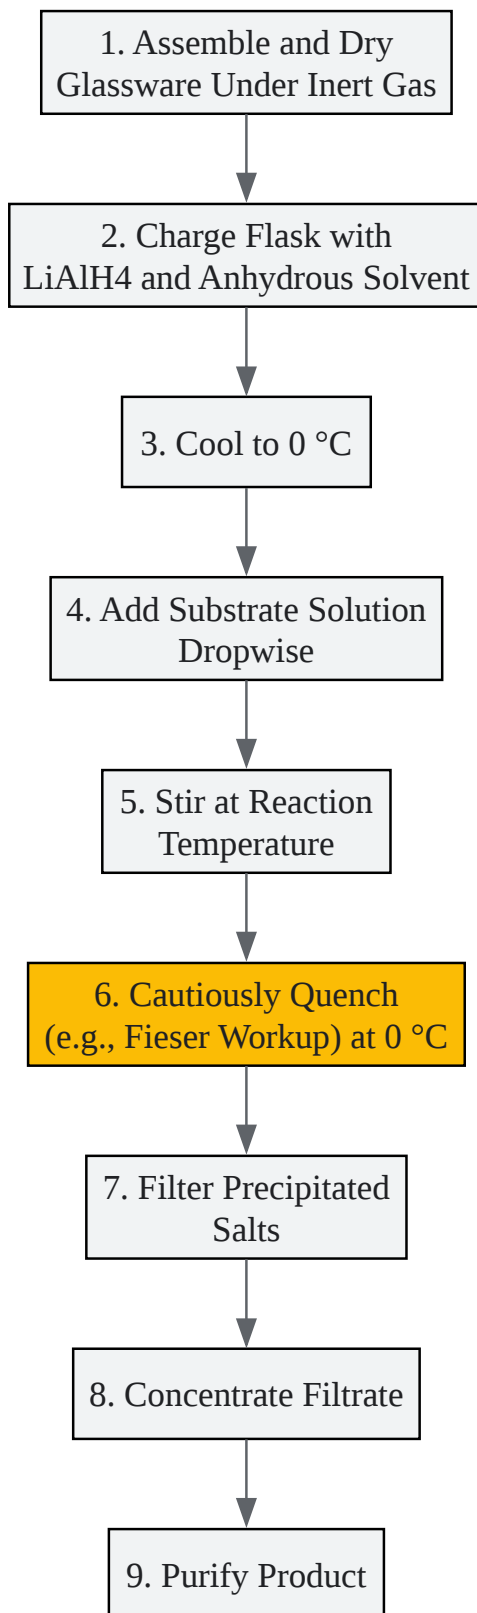 1. Assemble and Dry
Glassware Under Inert Gas
2. Charge Flask with
LiAlH4 and Anhydrous Solvent
3. Cool to 0 °C
4. Add Substrate Solution
Dropwise
5. Stir at Reaction
Temperature
6. Cautiously Quench
(e.g., Fieser Workup) at 0 °C
7. Filter Precipitated
Salts
8. Concentrate Filtrate
9. Purify Product